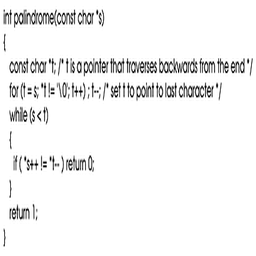 int palindrome(const char *s)
{
const char *t; /* t is a pointer that traverses backwards from the end */
for (t = s; *t != '\0'; t++) ; t--; /* set t to point to last character */
while (s < t)
{
if ( *s++ != *t-- ) return 0;
}
return 1;
}